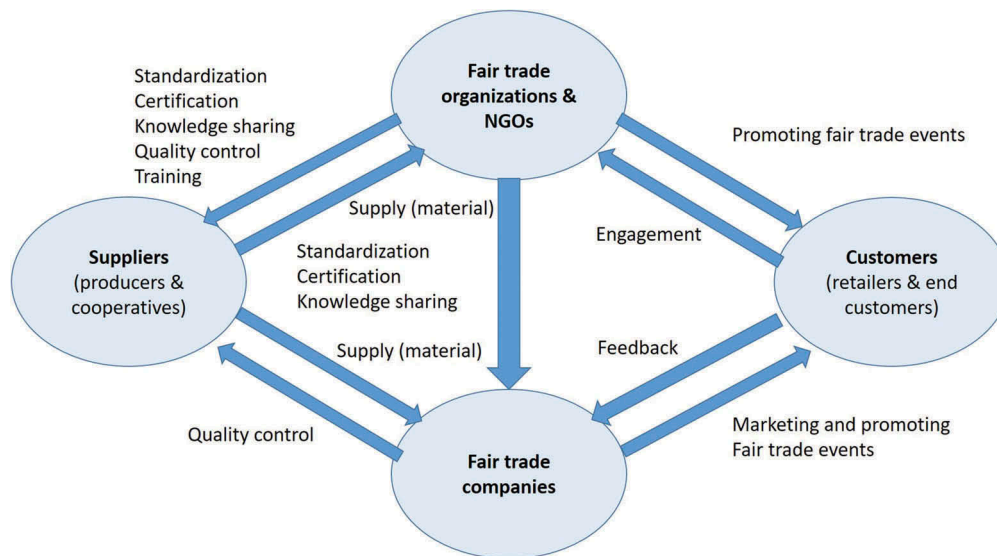 Fair trade
organizations &
NGOs
Standardization
Certification
Knowledge sharing
Quality control
Training
Promoting fair trade events
Supply (material)
Engagement
Suppliers
(producers &
cooperatives)
Standardization
Certification
Knowledge sharing
Customers
(retailers & end
customers)
Supply (material)
Feedback
Quality control
Marketing and promoting
Fair trade events
Fair trade
companies